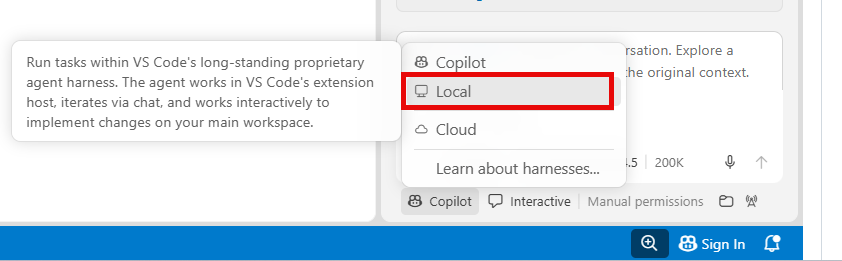 Run tasks within VS Code's long-standing proprietary
agent harness. The agent works in VS Code's extension
host, iterates via chat, and works interactively to
implement changes on your main workspace.
Copilot
Local
Cloud
Learn about harnesses...
Explore a
the original context.
200K
Copilot
Interactive
Manual permissions
Sign In